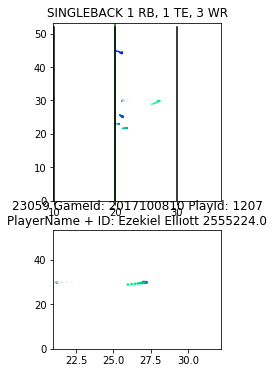 SINGLEBACK 1 RB, 1 TE, 3 WR
50
40
30
20
10
0
10 20 30
23059 GameId: 2017100810 PlayId: 1207
PlayerName + ID: Ezekiel Elliott 2555224.0
40
20
0
22.5 25.0 27.5 30.0